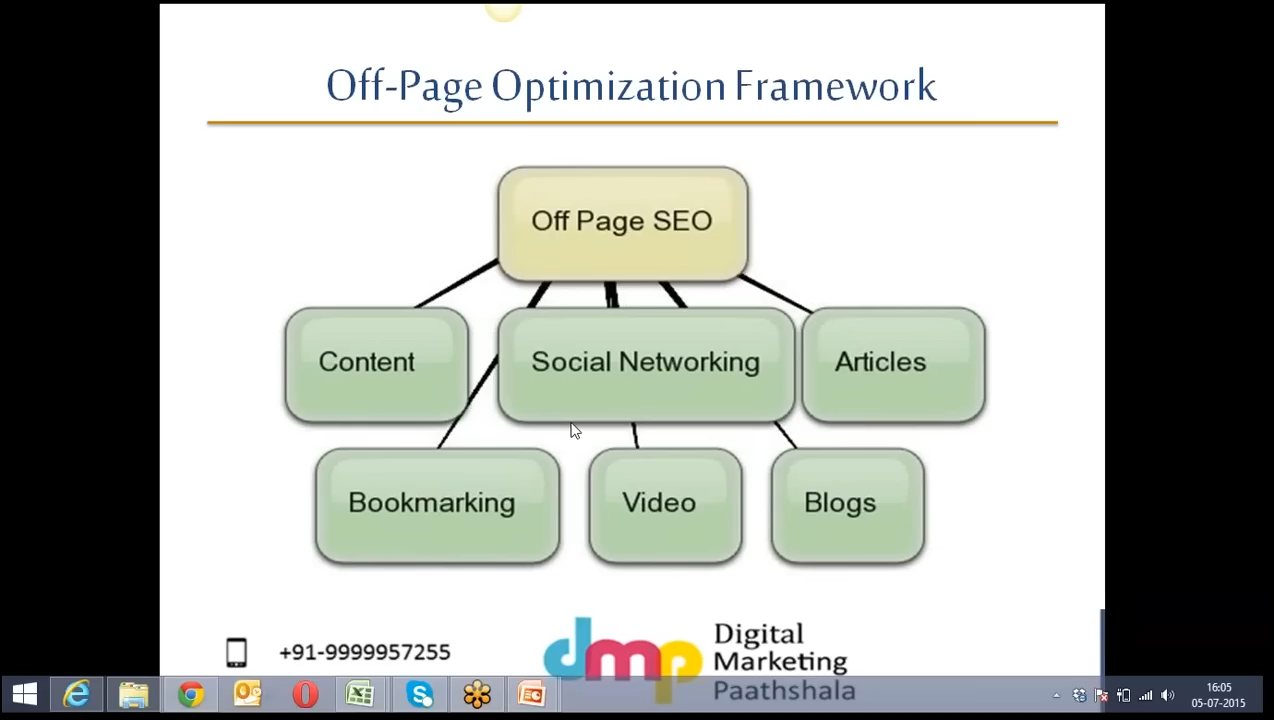 Off-Page Optimization Framework
Off Page SEO
Content
Social Networking
Articles
Bookmarking
Video
Blogs
+91-9999957255
dmp
Digital
Marketing
Paathshala
16:05
05-07-2015